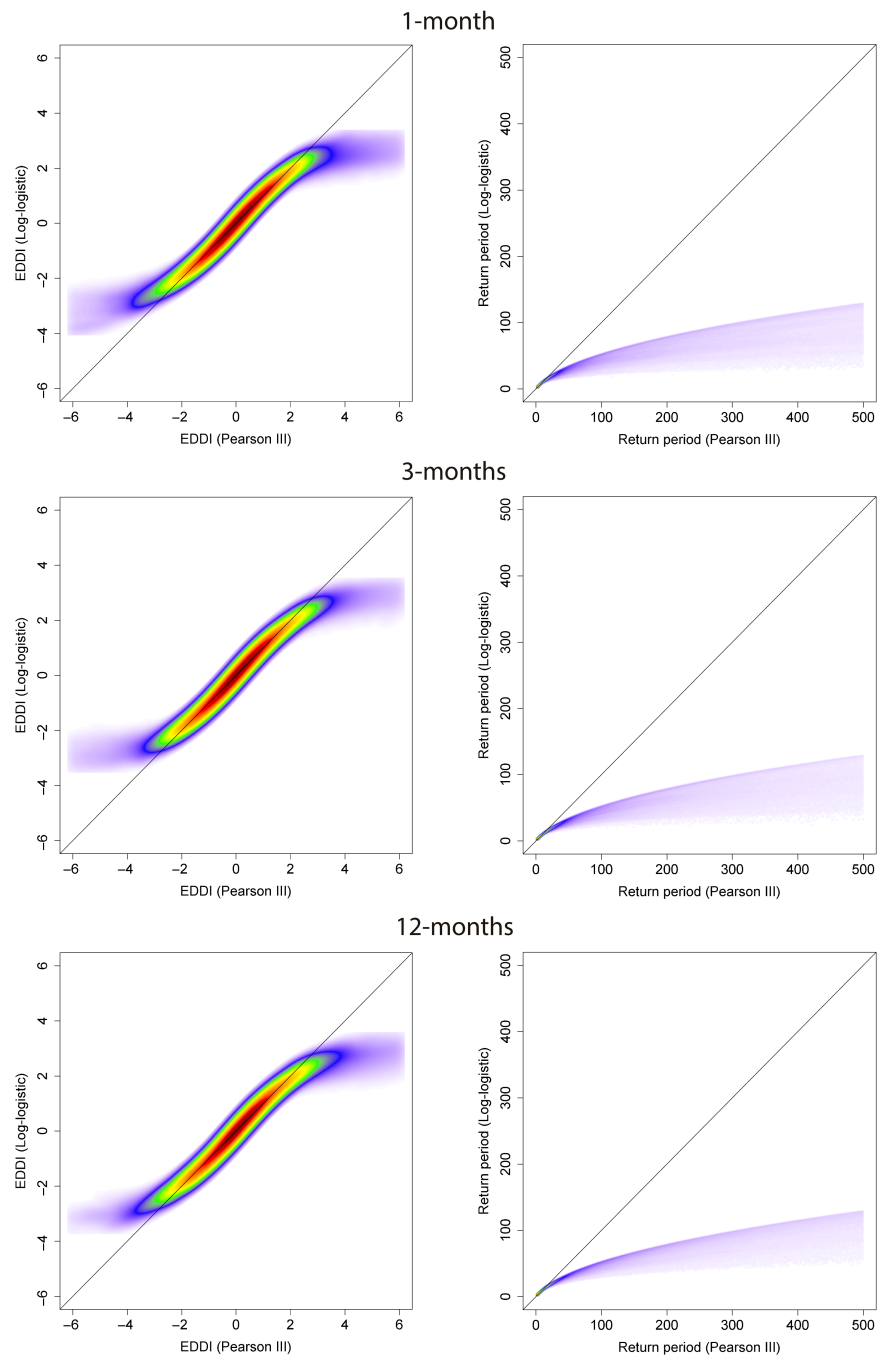 1-month
6
4
2
0
−2
−4
−6
EDDI (Log-logistic)
−6 −4 −2 0 2 4 6
EDDI (Pearson III)
500
400
300
200
100
0
Return period (Log-logistic)
0 100 200 300 400 500
Return period (Pearson III)
3-months
6
4
2
0
−2
−4
−6
EDDI (Log-logistic)
−6 −4 −2 0 2 4 6
EDDI (Pearson III)
500
400
300
200
100
0
Return period (Log-logistic)
0 100 200 300 400 500
Return period (Pearson III)
12-months
6
4
2
0
−2
−4
−6
EDDI (Log-logistic)
−6 −4 −2 0 2 4 6
EDDI (Pearson III)
500
400
300
200
100
0
Return period (Log-logistic)
0 100 200 300 400 500
Return period (Pearson III)